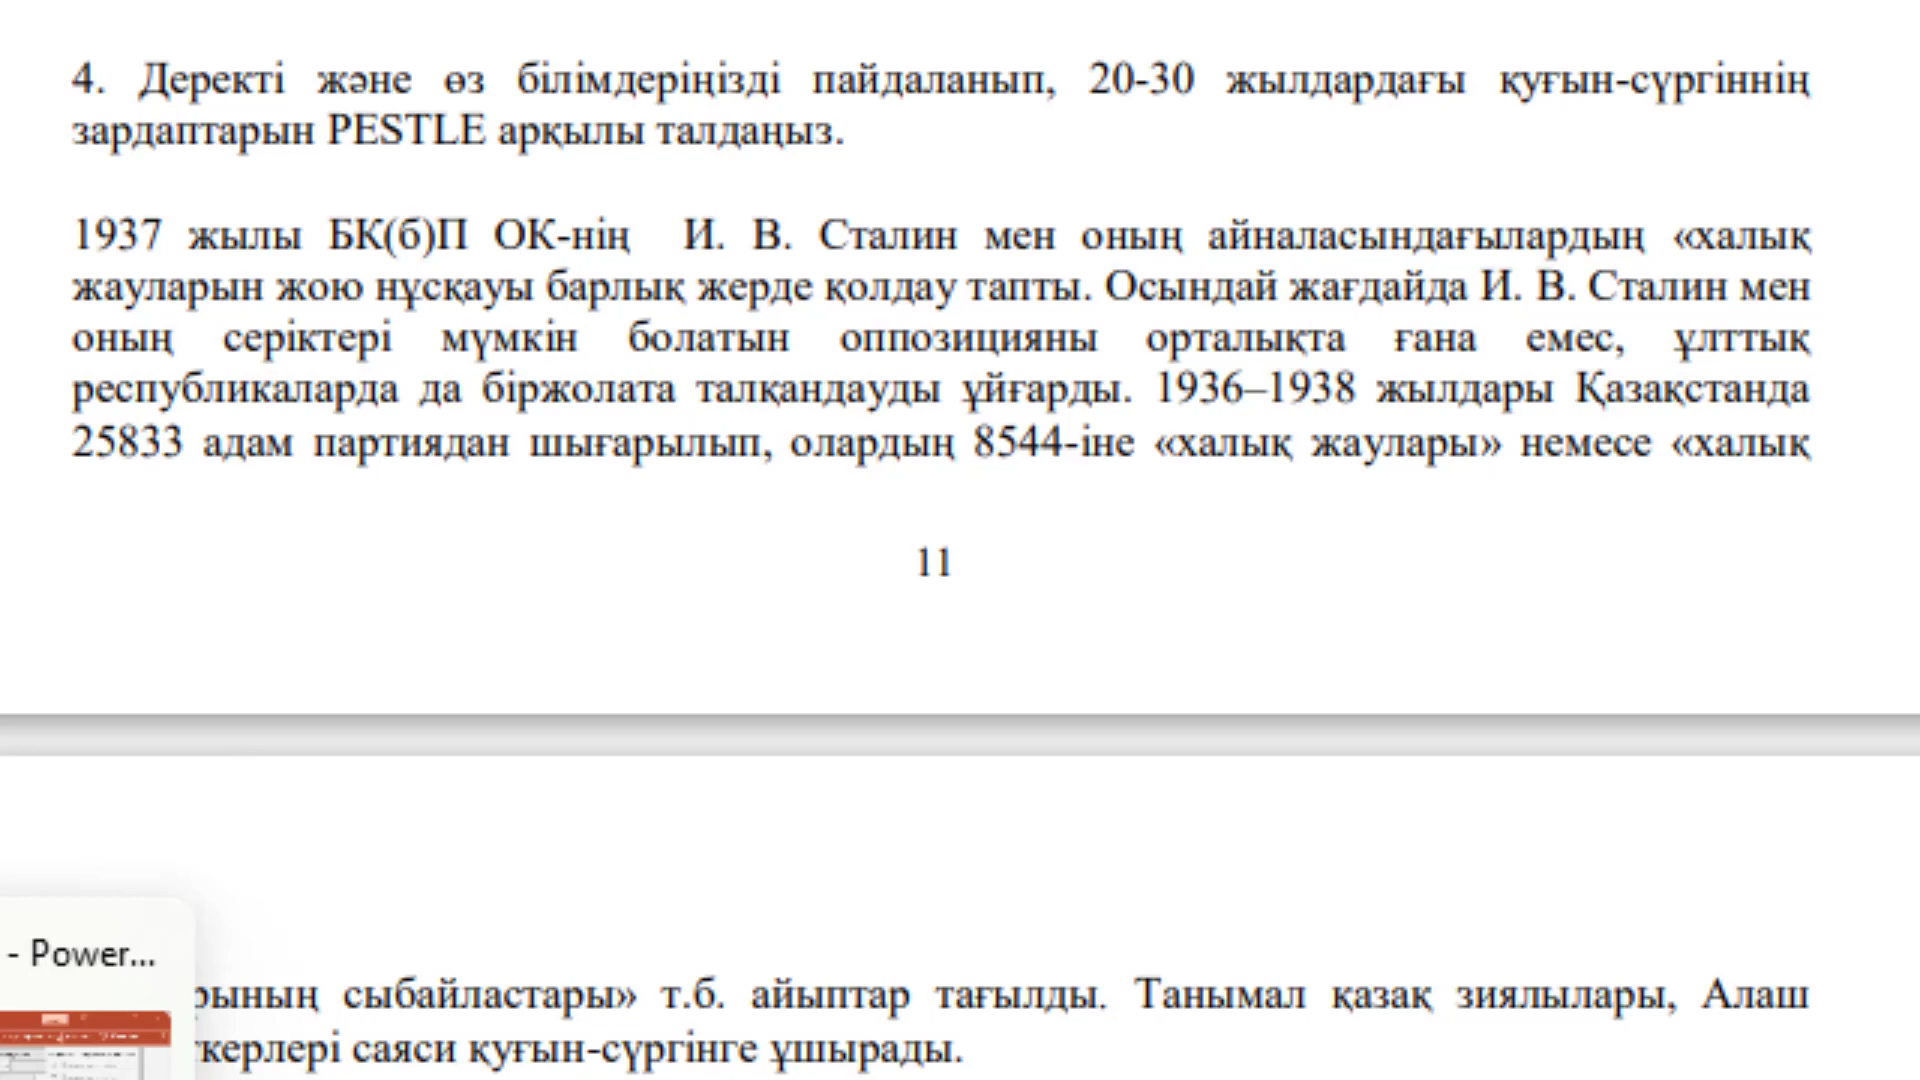 4. Деректі және өз білімдеріңізді пайдаланып, 20-30 жылдардағы қуғын-сүргіннің
зардаптарын PESTLE арқылы талдаңыз.
1937 жылы БК(б)П ОК-нің И. В. Сталин мен оның айналасындағылардың «халық
жауларын жою нұсқауы барлық жерде қолдау тапты. Осындай жағдайда И. В. Сталин мен
оның серіктері мүмкін болатын оппозицияны орталықта ғана емес, ұлттық
республикаларда да біржолата талқандауды ұйғарды. 1936–1938 жылдары Қазақстанда
25833 адам партиядан шығарылып, олардың 8544-іне «халық жаулары» немесе «халық
11
- Power...
рының сыбайластары» т.б. айыптар тағылды. Танымал қазақ зиялылары, Алаш
керлері саяси қуғын-сүргінге ұшырады.